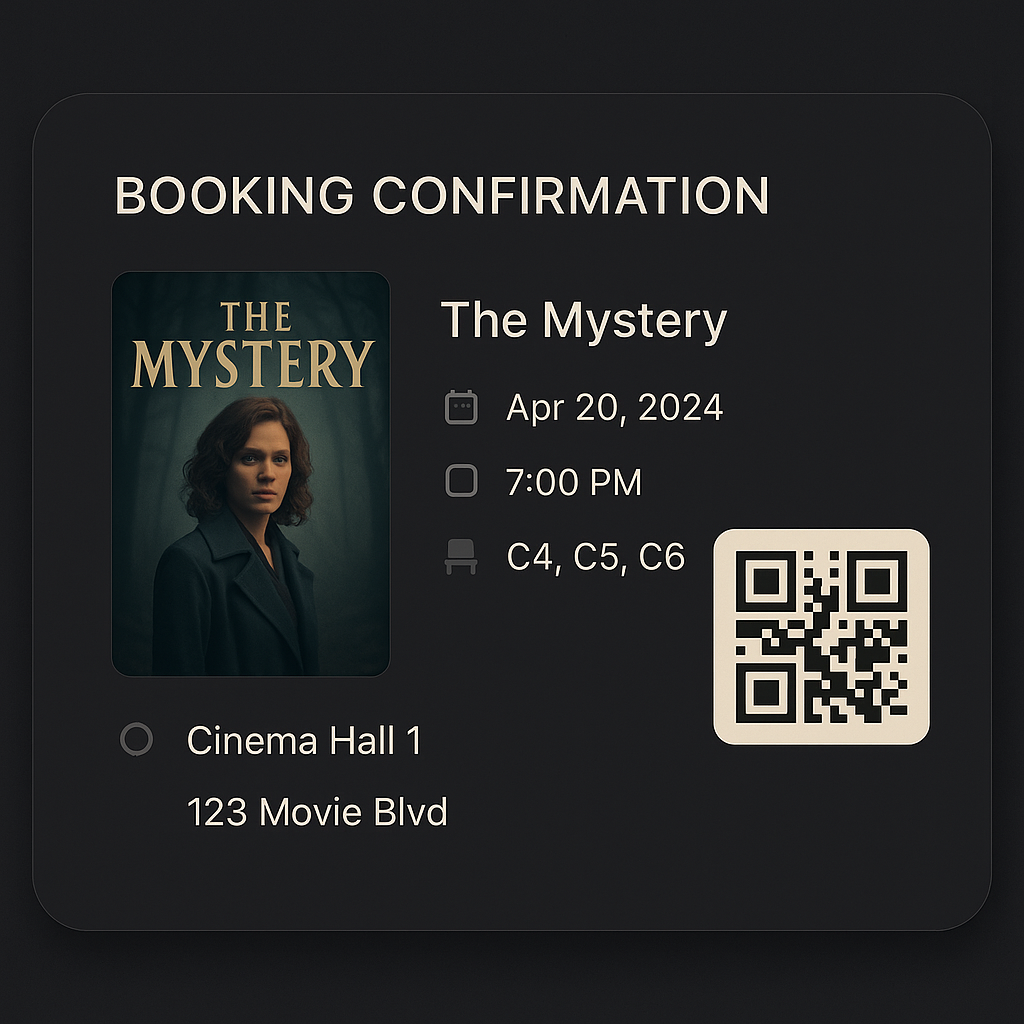 BOOKING CONFIRMATION
THE
MYSTERY
The Mystery
Apr 20, 2024
7:00 PM
C4, C5, C6
Cinema Hall 1
123 Movie Blvd